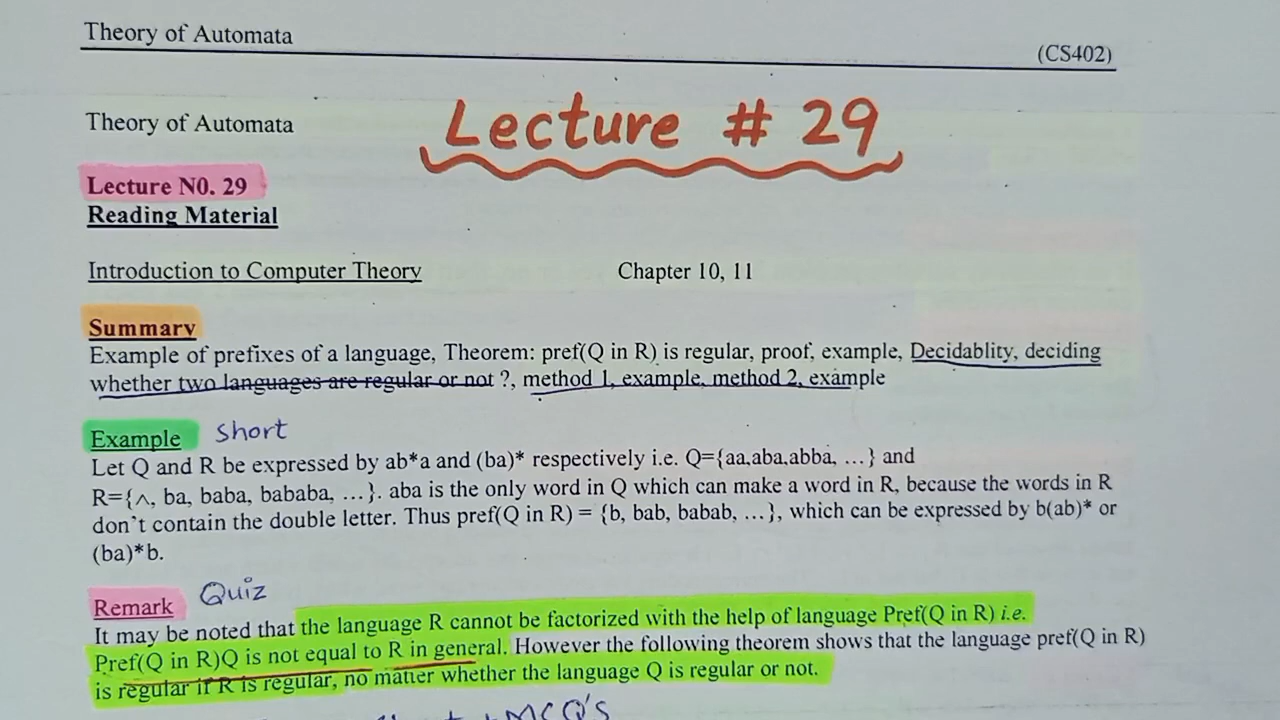 Theory of Automata
(CS402)
Lecture # 29
Theory of Automata
Lecture N0. 29
Reading Material
Introduction to Computer Theory Chapter 10, 11
Summary
Example of prefixes of a language, Theorem: pref(Q in R) is regular, proof, example, Decidablity, deciding
whether two languages are regular or not ?, method 1, example, method 2, example
Example short
Let Q and R be expressed by ab*a and (ba)* respectively i.e. Q={aa,aba,abba, …} and
R={^, ba, baba, bababa, …}. aba is the only word in Q which can make a word in R, because the words in R
don`t contain the double letter. Thus pref(Q in R) = {b, bab, babab, …}, which can be expressed by b(ab)* or
(ba)*b.
Remark Quiz
It may be noted that the language R cannot be factorized with the help of language Pref(Q in R) i.e.
Pref(Q in R)Q is not equal to R in general. However the following theorem shows that the language pref(Q in R)
is regular if R is regular, no matter whether the language Q is regular or not.
MCQ's